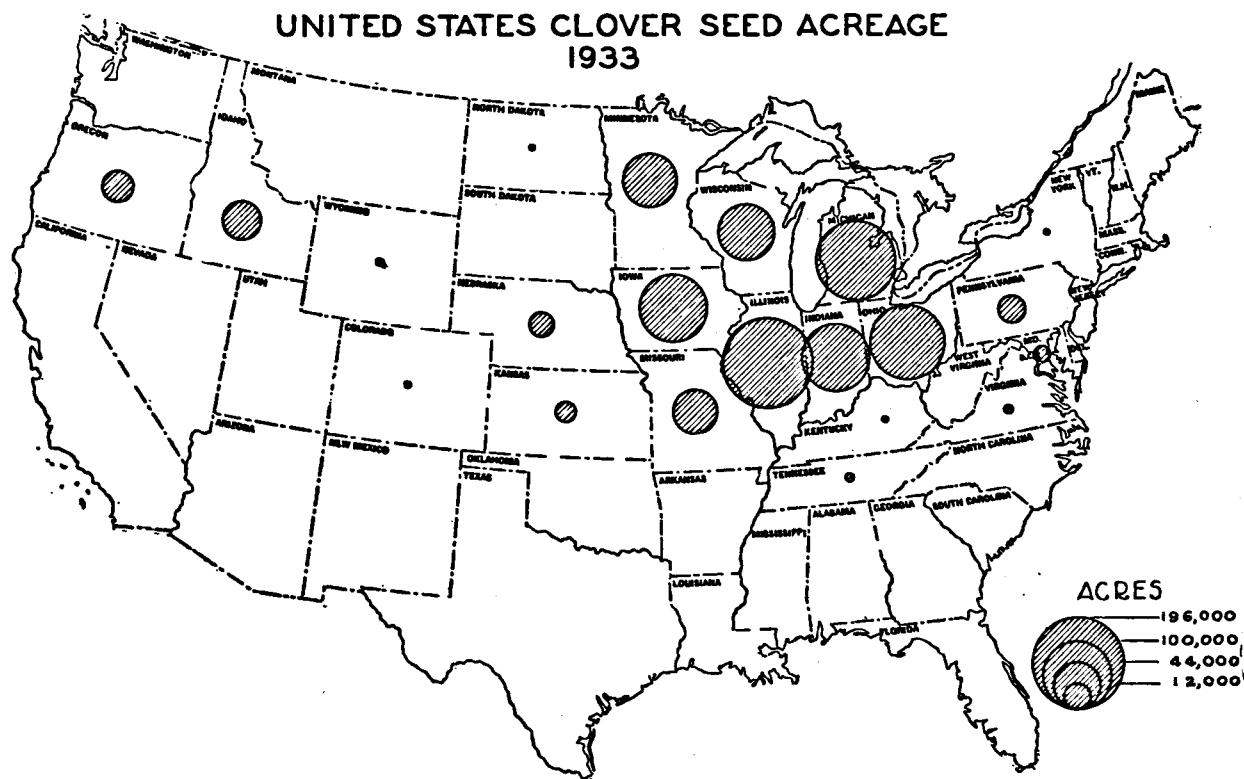 UNITED STATES CLOVER SEED ACREAGE
1933
WASHINGTON
MONTANA
NORTH DAKOTA
MINNESOTA
MAINE
OREGON
IDAHO
NEW
YORK
VT.
N.H.
SOUTH DAKOTA
WISCONSIN
WYOMING
MICHIGAN
MASS.
CALIFORNIA
NEVADA
CONN.
UTAH
NEBRASKA
IOWA
PENNSYLVANIA
NEW
JERSEY
ILLINOIS
INDIANA
OHIO
COLORADO
MD.
MISSOURI
WEST
VIRGINIA
KANSAS
VIRGINIA
ARIZONA
NEW MEXICO
KENTUCKY
NORTH CAROLINA
OKLAHOMA
TEXAS
ARKANSAS
TENNESSEE
SOUTH CAROLINA
ALABAMA
GEORGIA
MISSISSIPPI
LOUISIANA
FLORIDA
ACRES
196,000
100,000
44,000
12,000